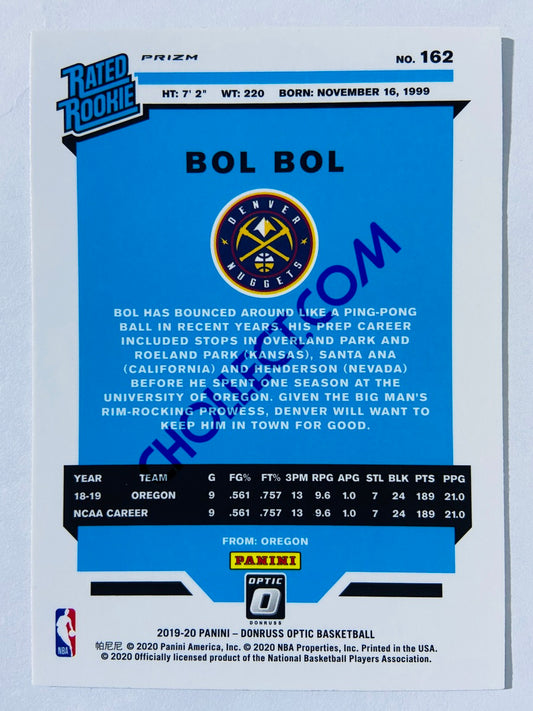 RATED ROOKIE
PRIZM
NO. 162
HT: 7' 2" WT: 220 BORN: NOVEMBER 16, 1999
BOL BOL
DENVER NUGGETS
BOL HAS BOUNCED AROUND LIKE A PING-PONG
BALL IN RECENT YEARS. HIS PREP CAREER
INCLUDED STOPS IN OVERLAND PARK AND
ROELAND PARK (KANSAS), SANTA ANA
(CALIFORNIA) AND HENDERSON (NEVADA)
BEFORE HE SPENT ONE SEASON AT THE
UNIVERSITY OF OREGON. GIVEN THE BIG MAN'S
RIM-ROCKING PROWESS, DENVER WILL WANT TO
KEEP HIM IN TOWN FOR GOOD.
CHOLLECT.COM
YEAR TEAM G FG% FT% 3PM RPG APG STL BLK PTS PPG
18-19 OREGON 9 .561 .757 13 9.6 1.0 7 24 189 21.0
NCAA CAREER 9 .561 .757 13 9.6 1.0 7 24 189 21.0
FROM: OREGON
PANINI
OPTIC
DONRUSS
NBA
2019-20 PANINI – DONRUSS OPTIC BASKETBALL
帕尼尼 © 2020 Panini America, Inc. © 2020 NBA Properties, Inc. Printed in the USA.
© 2020 Officially licensed product of the National Basketball Players Association.